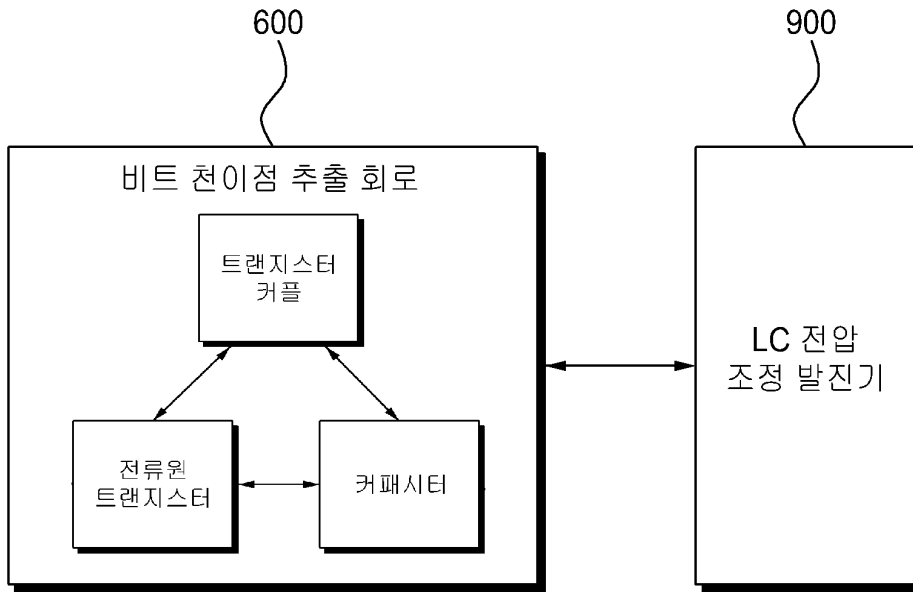 600
900
비트 천이점 추출 회로
트랜지스터
커플
전류원
트랜지스터
커패시터
LC 전압
조정 발진기